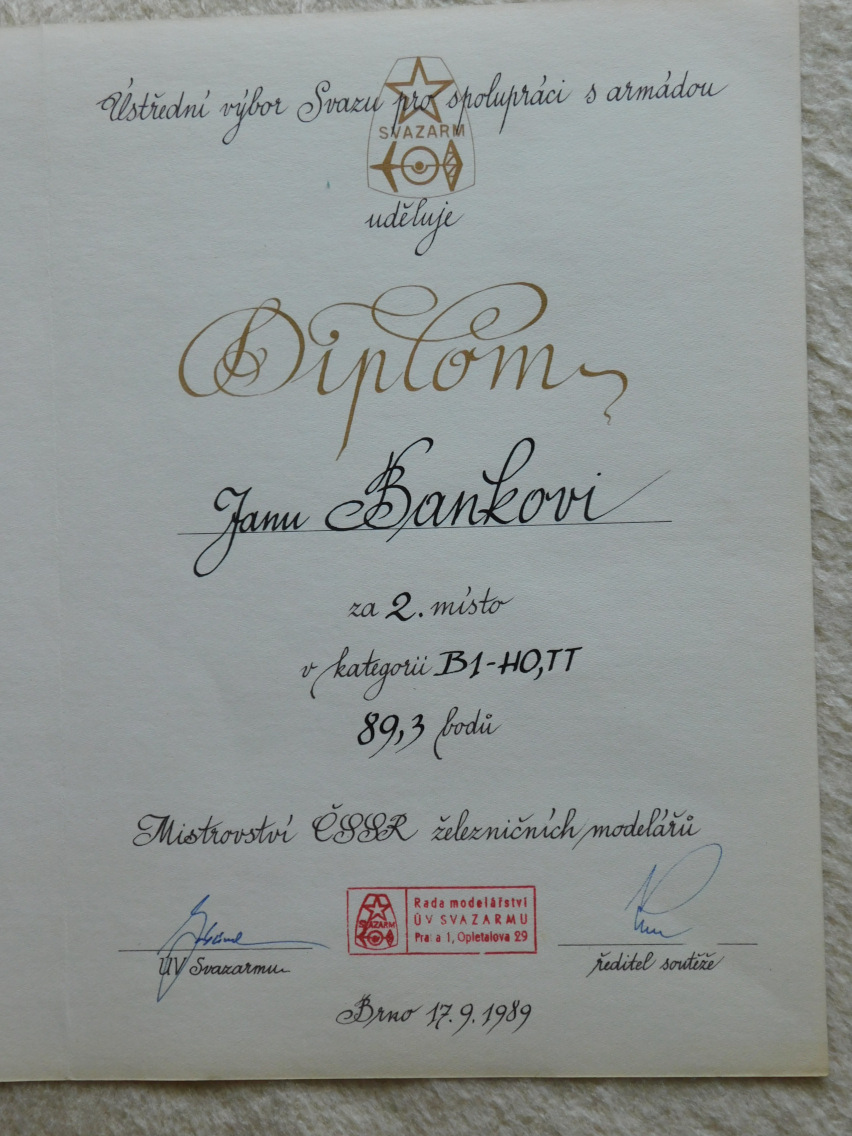 Ústřední výbor Svazu pro spolupráci s armádou
SVAZARM
uděluje
Diplom
Janu Bankovi
za 2. místo
v kategorii B1-HO,TT
89,3 bodů
Mistrovství ČSSR železničních modelářů
SVAZARM
Rada modelářství
ÚV SVAZARMU
Praha 1, Opletalova 29
ÚV Svazarmu
ředitel soutěže
Brno 17.9.1989